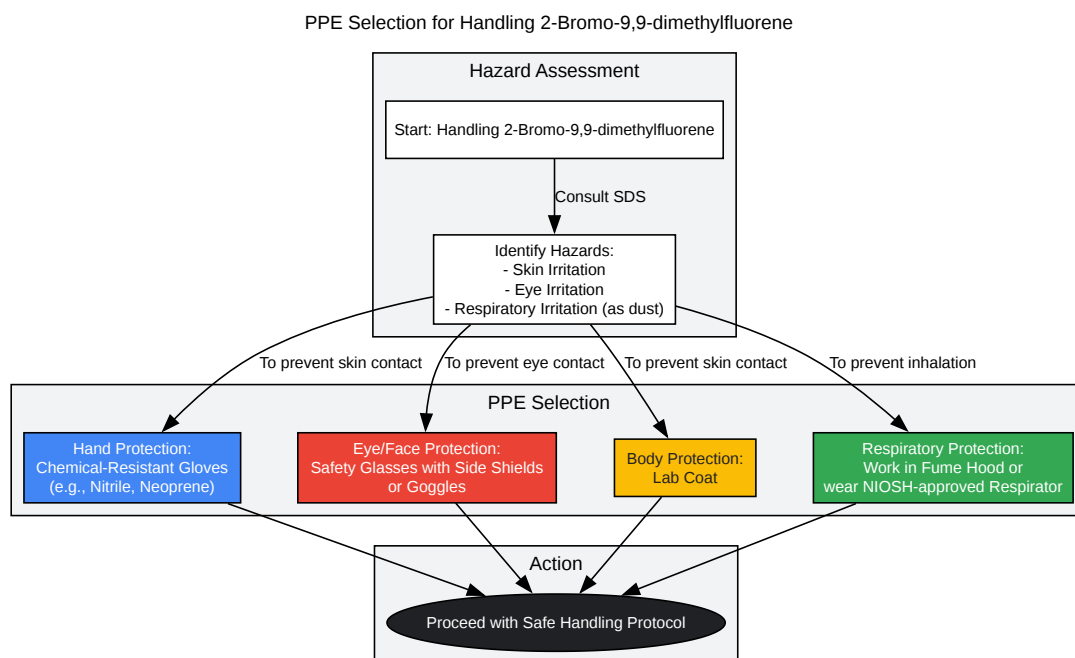 PPE Selection for Handling 2-Bromo-9,9-dimethylfluorene
Hazard Assessment
Start: Handling 2-Bromo-9,9-dimethylfluorene
Consult SDS
Identify Hazards:
- Skin Irritation
- Eye Irritation
- Respiratory Irritation (as dust)
To prevent skin contact
To prevent eye contact
To prevent skin contact
To prevent inhalation
PPE Selection
Hand Protection:
Chemical-Resistant Gloves
(e.g., Nitrile, Neoprene)
Eye/Face Protection:
Safety Glasses with Side Shields
or Goggles
Body Protection:
Lab Coat
Respiratory Protection:
Work in Fume Hood or
wear NIOSH-approved Respirator
Action
Proceed with Safe Handling Protocol